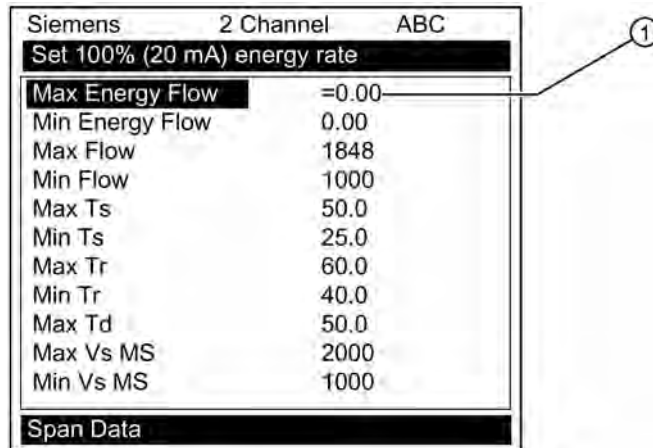 Siemens 2 Channel ABC
Set 100% (20 mA) energy rate
Max Energy Flow =0.00
Min Energy Flow 0.00
Max Flow 1848
Min Flow 1000
Max Ts 50.0
Min Ts 25.0
Max Tr 60.0
Min Tr 40.0
Max Td 50.0
Max Vs MS 2000
Min Vs MS 1000
Span Data
1